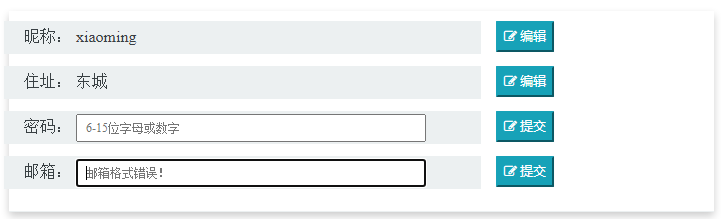 昵称： xiaoming 编辑
住址： 东城 编辑
密码： 6-15位字母或数字 提交
邮箱： 邮箱格式错误！ 提交